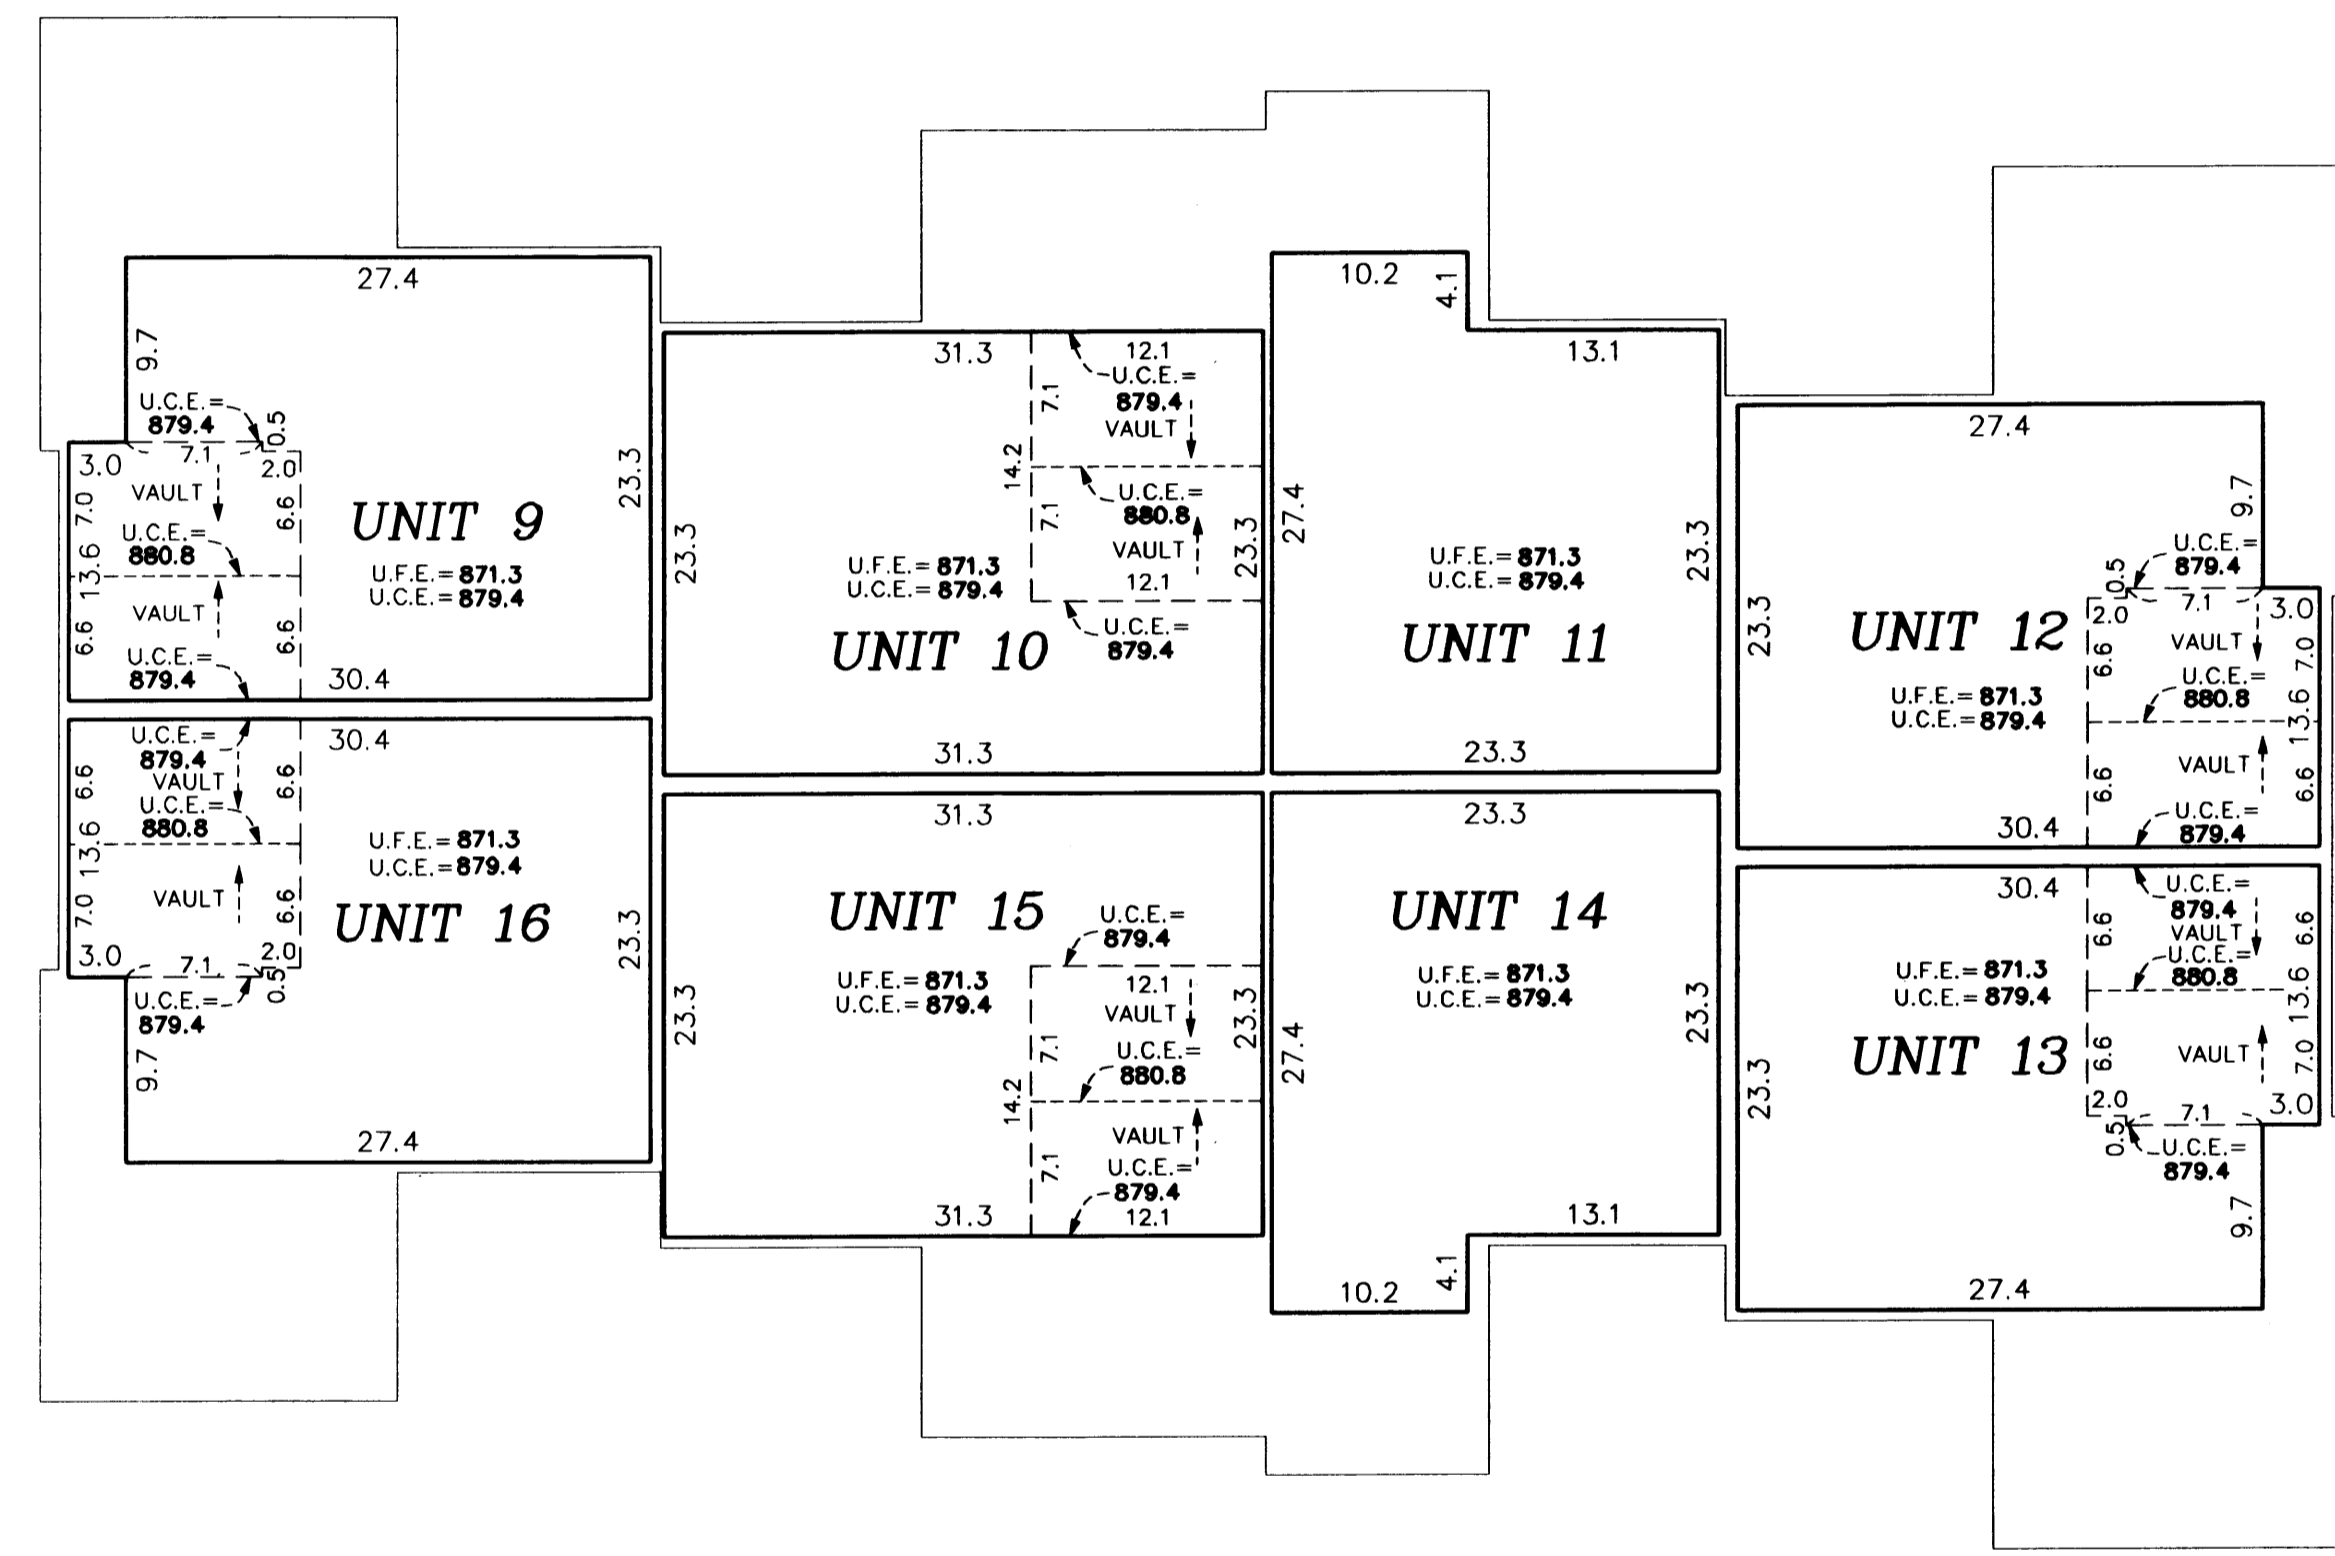 27.4
9.7
U.C.E.=
879.4
0.5
3.0
7.1
2.0
VAULT
7.0
6.6
23.3
UNIT 9
U.C.E.=
880.8
13.6
U.F.E.= 871.3
U.C.E.= 879.4
VAULT
6.6
6.6
U.C.E.=
879.4
30.4
31.3
12.1
U.C.E.=
879.4
7.1
VAULT
14.2
U.C.E.=
880.8
7.1
VAULT
23.3
23.3
U.F.E.= 871.3
U.C.E.= 879.4
12.1
U.C.E.=
879.4
UNIT 10
31.3
10.2
4.1
13.1
27.4
23.3
U.F.E.= 871.3
U.C.E.= 879.4
UNIT 11
23.3
27.4
9.7
U.C.E.=
879.4
0.5
7.1
3.0
2.0
23.3
UNIT 12
6.6
VAULT
7.0
U.C.E.=
880.8
U.F.E.= 871.3
U.C.E.= 879.4
13.6
VAULT
6.6
6.6
U.C.E.=
879.4
30.4
U.C.E.=
879.4
30.4
VAULT
6.6
6.6
U.C.E.=
880.8
13.6
U.F.E.= 871.3
U.C.E.= 879.4
VAULT
7.0
6.6
UNIT 16
23.3
3.0
7.1
2.0
0.5
U.C.E.=
879.4
9.7
27.4
31.3
UNIT 15
U.C.E.=
879.4
U.F.E.= 871.3
U.C.E.= 879.4
12.1
VAULT
23.3
23.3
7.1
U.C.E.=
880.8
14.2
VAULT
7.1
U.C.E.=
879.4
31.3
12.1
23.3
UNIT 14
U.F.E.= 871.3
U.C.E.= 879.4
27.4
23.3
13.1
4.1
10.2
30.4
U.C.E.=
879.4
6.6
VAULT
6.6
U.C.E.=
880.8
U.F.E.= 871.3
U.C.E.= 879.4
13.6
UNIT 13
6.6
VAULT
7.0
23.3
2.0
7.1
3.0
0.5
U.C.E.=
879.4
9.7
27.4